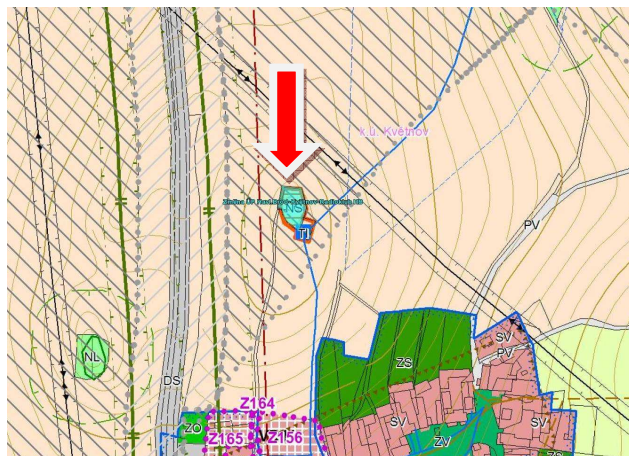 k.ú. Květnov
NS
TI
PV
NL
DS
ZS
SV
PV
SV
SV
ZV
ZO
Z164
Z165
Z156